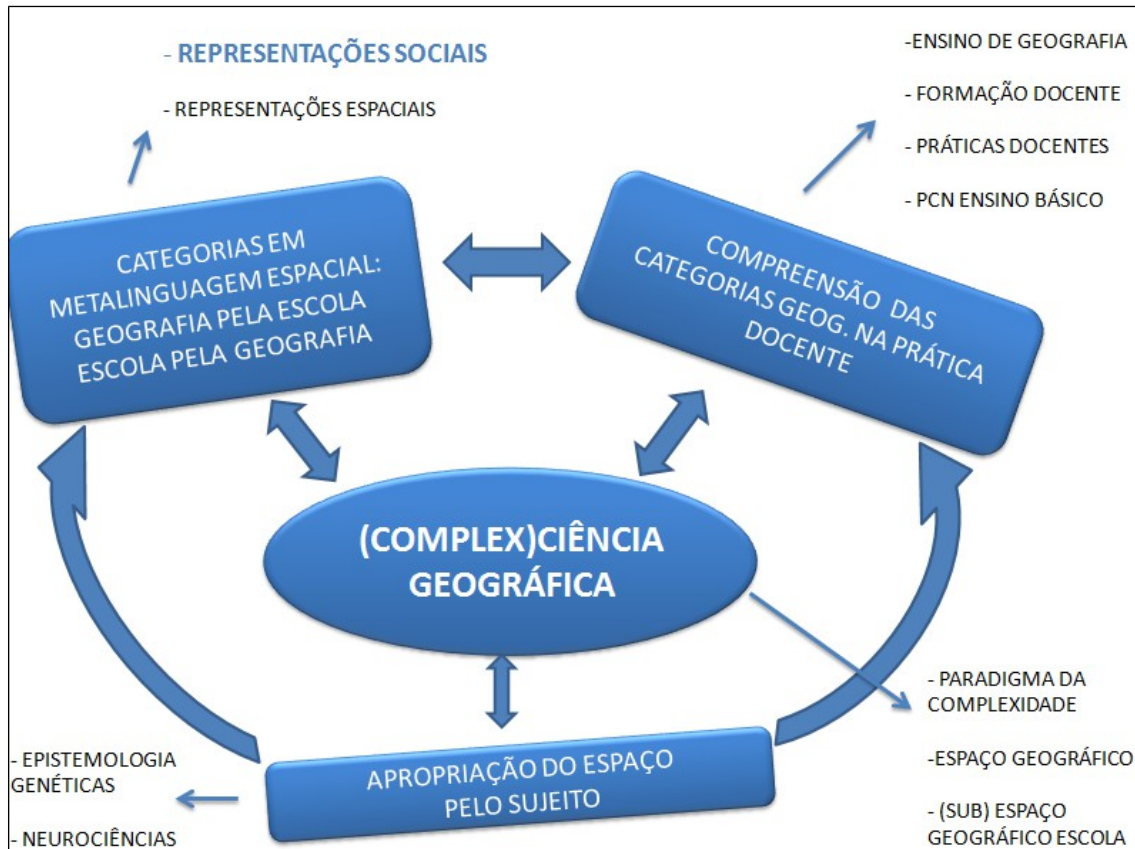 - REPRESENTAÇÕES SOCIAIS
- REPRESENTAÇÕES ESPACIAIS
-ENSINO DE GEOGRAFIA
- FORMAÇÃO DOCENTE
- PRÁTICAS DOCENTES
- PCN ENSINO BÁSICO
CATEGORIAS EM
METALINGUAGEM ESPACIAL:
GEOGRAFIA PELA ESCOLA
ESCOLA PELA GEOGRAFIA
COMPREENSÃO DAS
CATEGORIAS GEOG. NA PRÁTICA
DOCENTE
(COMPLEX)CIÊNCIA
GEOGRÁFICA
APROPRIAÇÃO DO ESPAÇO
PELO SUJEITO
- EPISTEMOLOGIA
GENÉTICAS
- NEUROCIÊNCIAS
- PARADIGMA DA
COMPLEXIDADE
-ESPAÇO GEOGRÁFICO
- (SUB) ESPAÇO
GEOGRÁFICO ESCOLA